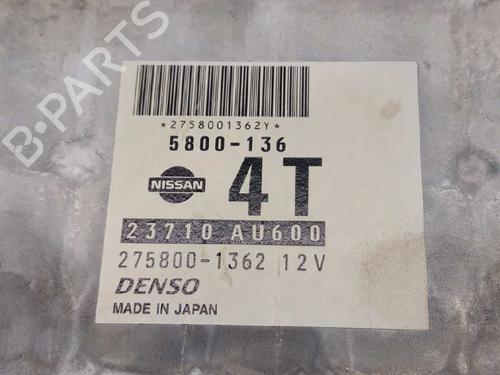 B-PARTS
*2758001362Y*
5800-136
NISSAN 4T
23710 AU600
275800-1362 12V
DENSO
MADE IN JAPAN